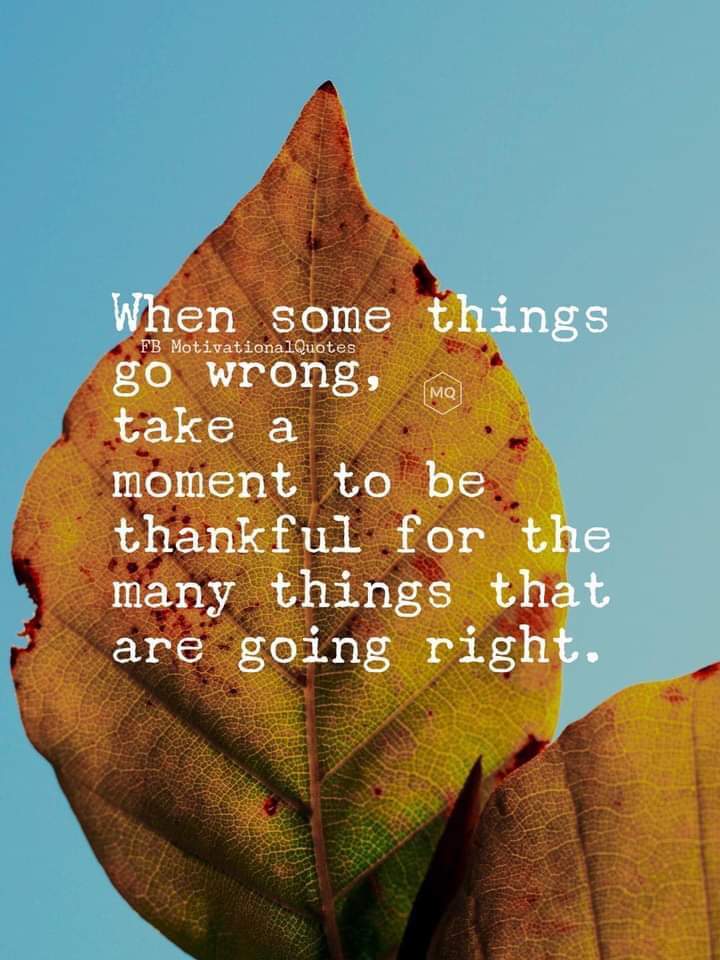 When some things
FB MotivationalQuotes
go wrong,
MQ
take a
moment to be
thankful for the
many things that
are going right.